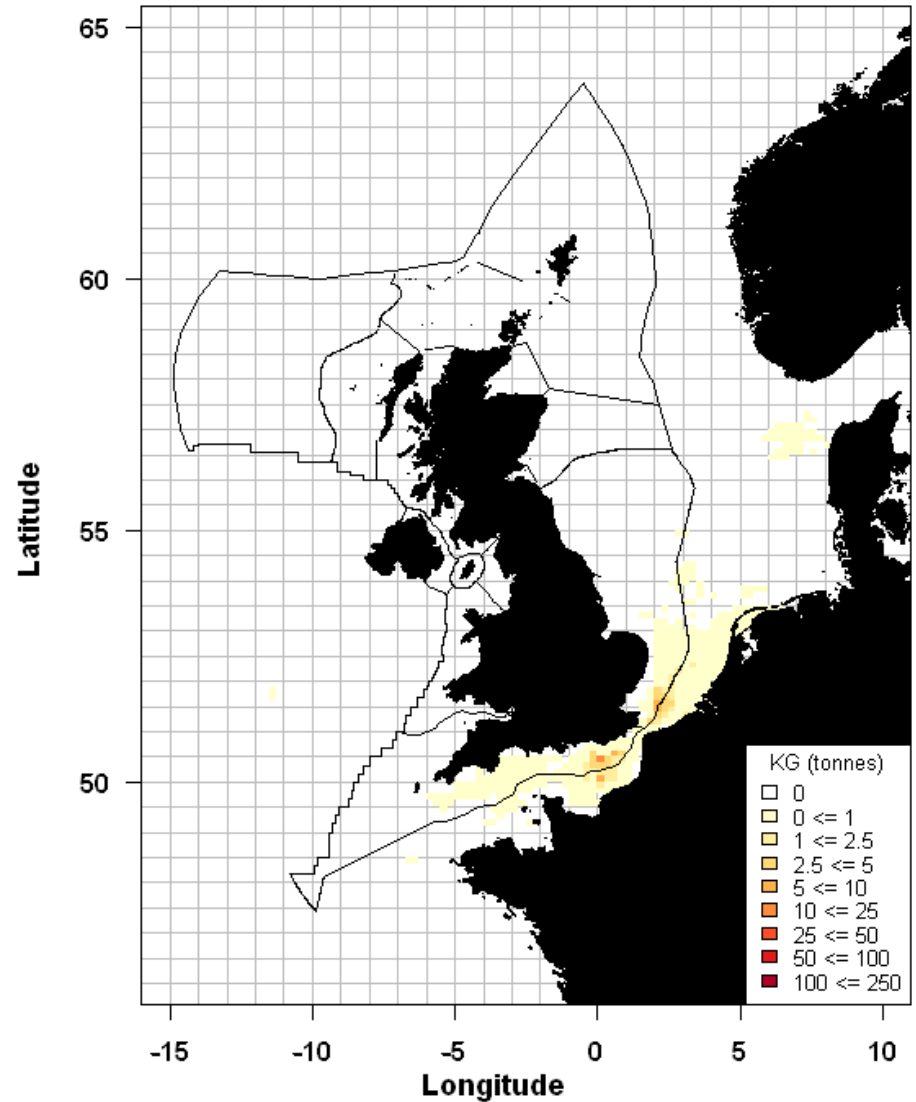 65
60
55
50
Latitude
KG (tonnes)
0
0 <= 1
1 <= 2.5
2.5 <= 5
5 <= 10
10 <= 25
25 <= 50
50 <= 100
100 <= 250
-15 -10 -5 0 5 10
Longitude